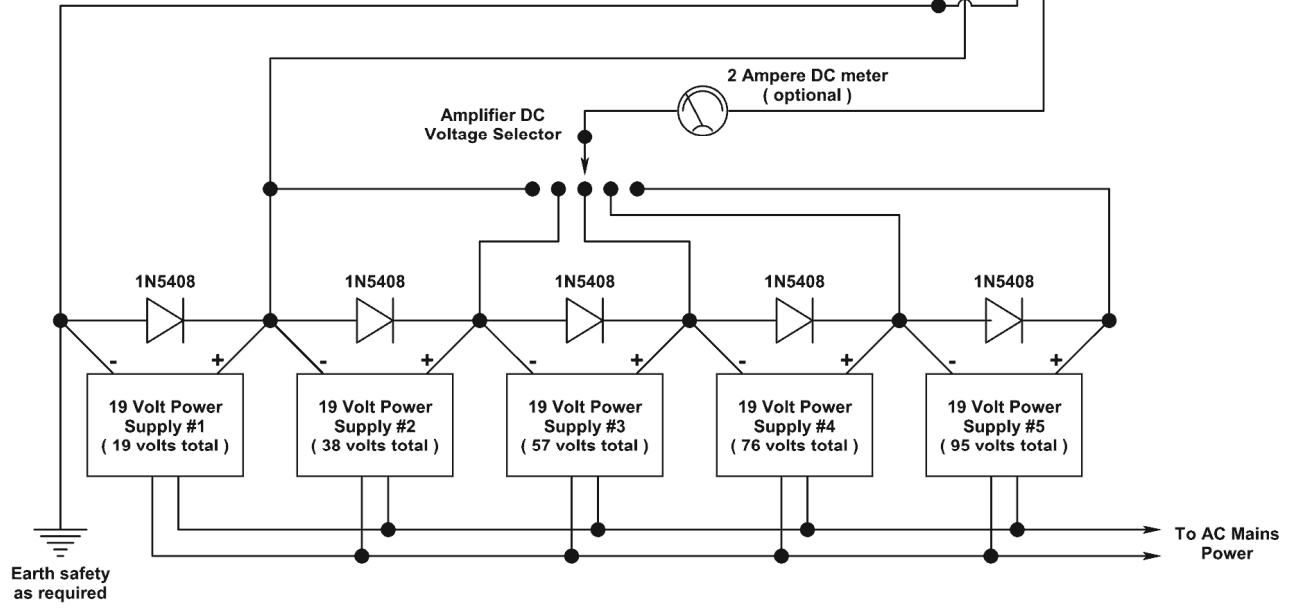 2 Ampere DC meter
( optional )
Amplifier DC
Voltage Selector
1N5408
1N5408
1N5408
1N5408
1N5408
- +
- +
- +
- +
- +
19 Volt Power
Supply #1
( 19 volts total )
19 Volt Power
Supply #2
( 38 volts total )
19 Volt Power
Supply #3
( 57 volts total )
19 Volt Power
Supply #4
( 76 volts total )
19 Volt Power
Supply #5
( 95 volts total )
To AC Mains
Power
Earth safety
as required